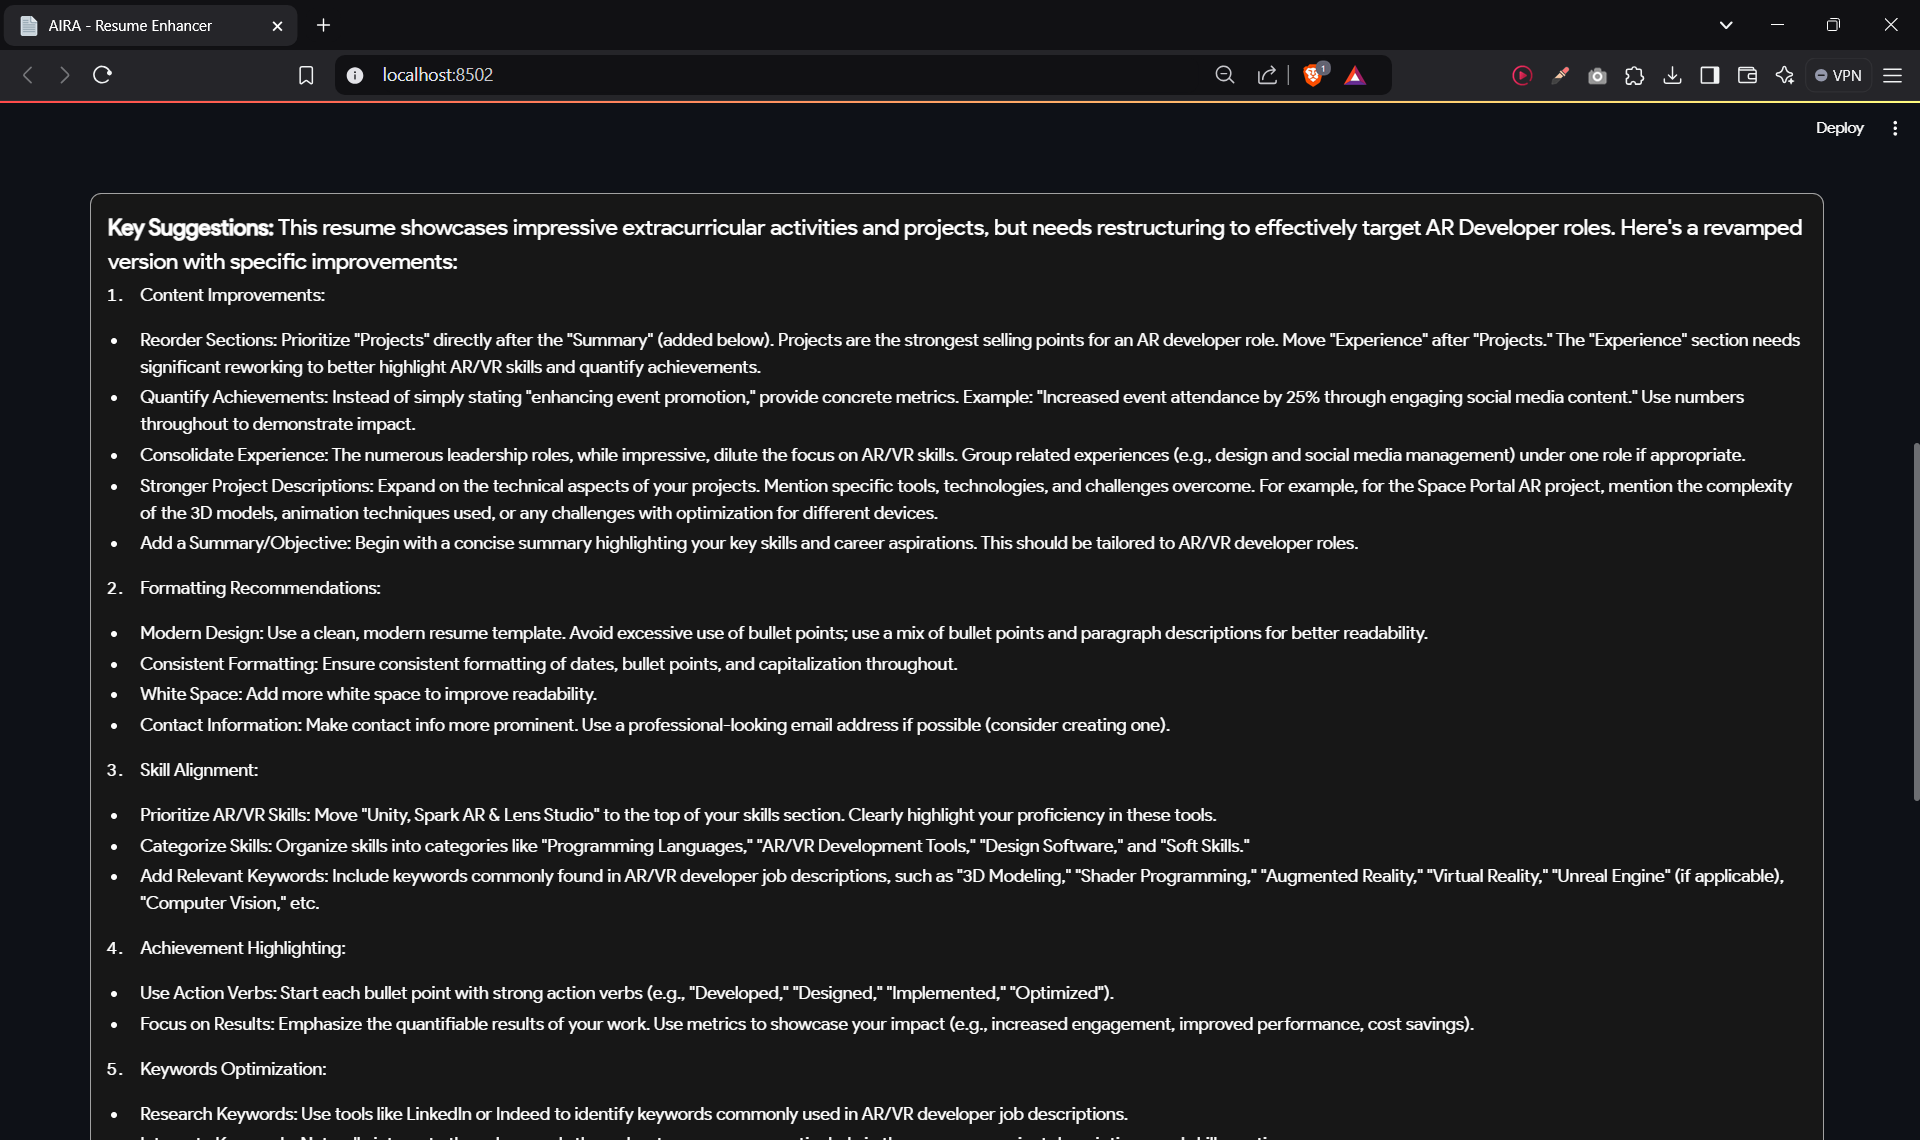 AIRA - Resume Enhancer
localhost:8502
1
VPN
Deploy
Key Suggestions: This resume showcases impressive extracurricular activities and projects, but needs restructuring to effectively target AR Developer roles. Here's a revamped
version with specific improvements:
1. Content Improvements:
• Reorder Sections: Prioritize "Projects" directly after the "Summary" (added below). Projects are the strongest selling points for an AR developer role. Move "Experience" after "Projects." The "Experience" section needs
significant reworking to better highlight AR/VR skills and quantify achievements.
• Quantify Achievements: Instead of simply stating "enhancing event promotion," provide concrete metrics. Example: "Increased event attendance by 25% through engaging social media content." Use numbers
throughout to demonstrate impact.
• Consolidate Experience: The numerous leadership roles, while impressive, dilute the focus on AR/VR skills. Group related experiences (e.g., design and social media management) under one role if appropriate.
• Stronger Project Descriptions: Expand on the technical aspects of your projects. Mention specific tools, technologies, and challenges overcome. For example, for the Space Portal AR project, mention the complexity
of the 3D models, animation techniques used, or any challenges with optimization for different devices.
• Add a Summary/Objective: Begin with a concise summary highlighting your key skills and career aspirations. This should be tailored to AR/VR developer roles.
2. Formatting Recommendations:
• Modern Design: Use a clean, modern resume template. Avoid excessive use of bullet points; use a mix of bullet points and paragraph descriptions for better readability.
• Consistent Formatting: Ensure consistent formatting of dates, bullet points, and capitalization throughout.
• White Space: Add more white space to improve readability.
• Contact Information: Make contact info more prominent. Use a professional-looking email address if possible (consider creating one).
3. Skill Alignment:
• Prioritize AR/VR Skills: Move "Unity, Spark AR & Lens Studio" to the top of your skills section. Clearly highlight your proficiency in these tools.
• Categorize Skills: Organize skills into categories like "Programming Languages," "AR/VR Development Tools," "Design Software," and "Soft Skills."
• Add Relevant Keywords: Include keywords commonly found in AR/VR developer job descriptions, such as "3D Modeling," "Shader Programming," "Augmented Reality," "Virtual Reality," "Unreal Engine" (if applicable),
"Computer Vision," etc.
4. Achievement Highlighting:
• Use Action Verbs: Start each bullet point with strong action verbs (e.g., "Developed," "Designed," "Implemented," "Optimized").
• Focus on Results: Emphasize the quantifiable results of your work. Use metrics to showcase your impact (e.g., increased engagement, improved performance, cost savings).
5. Keywords Optimization:
• Research Keywords: Use tools like LinkedIn or Indeed to identify keywords commonly used in AR/VR developer job descriptions.